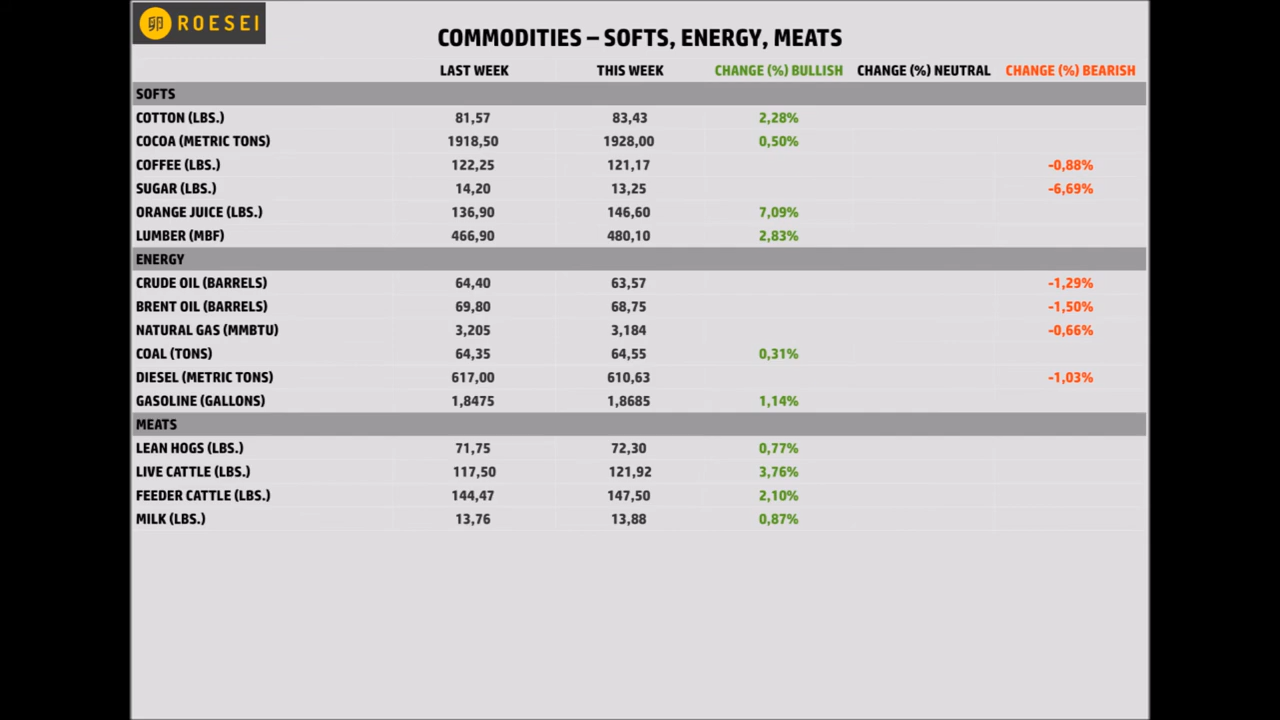 卵 ROESEI
COMMODITIES – SOFTS, ENERGY, MEATS
LAST WEEK THIS WEEK CHANGE (%) BULLISH CHANGE (%) NEUTRAL CHANGE (%) BEARISH
SOFTS
COTTON (LBS.) 81,57 83,43 2,28%
COCOA (METRIC TONS) 1918,50 1928,00 0,50%
COFFEE (LBS.) 122,25 121,17 -0,88%
SUGAR (LBS.) 14,20 13,25 -6,69%
ORANGE JUICE (LBS.) 136,90 146,60 7,09%
LUMBER (MBF) 466,90 480,10 2,83%
ENERGY
CRUDE OIL (BARRELS) 64,40 63,57 -1,29%
BRENT OIL (BARRELS) 69,80 68,75 -1,50%
NATURAL GAS (MMBTU) 3,205 3,184 -0,66%
COAL (TONS) 64,35 64,55 0,31%
DIESEL (METRIC TONS) 617,00 610,63 -1,03%
GASOLINE (GALLONS) 1,8475 1,8685 1,14%
MEATS
LEAN HOGS (LBS.) 71,75 72,30 0,77%
LIVE CATTLE (LBS.) 117,50 121,92 3,76%
FEEDER CATTLE (LBS.) 144,47 147,50 2,10%
MILK (LBS.) 13,76 13,88 0,87%